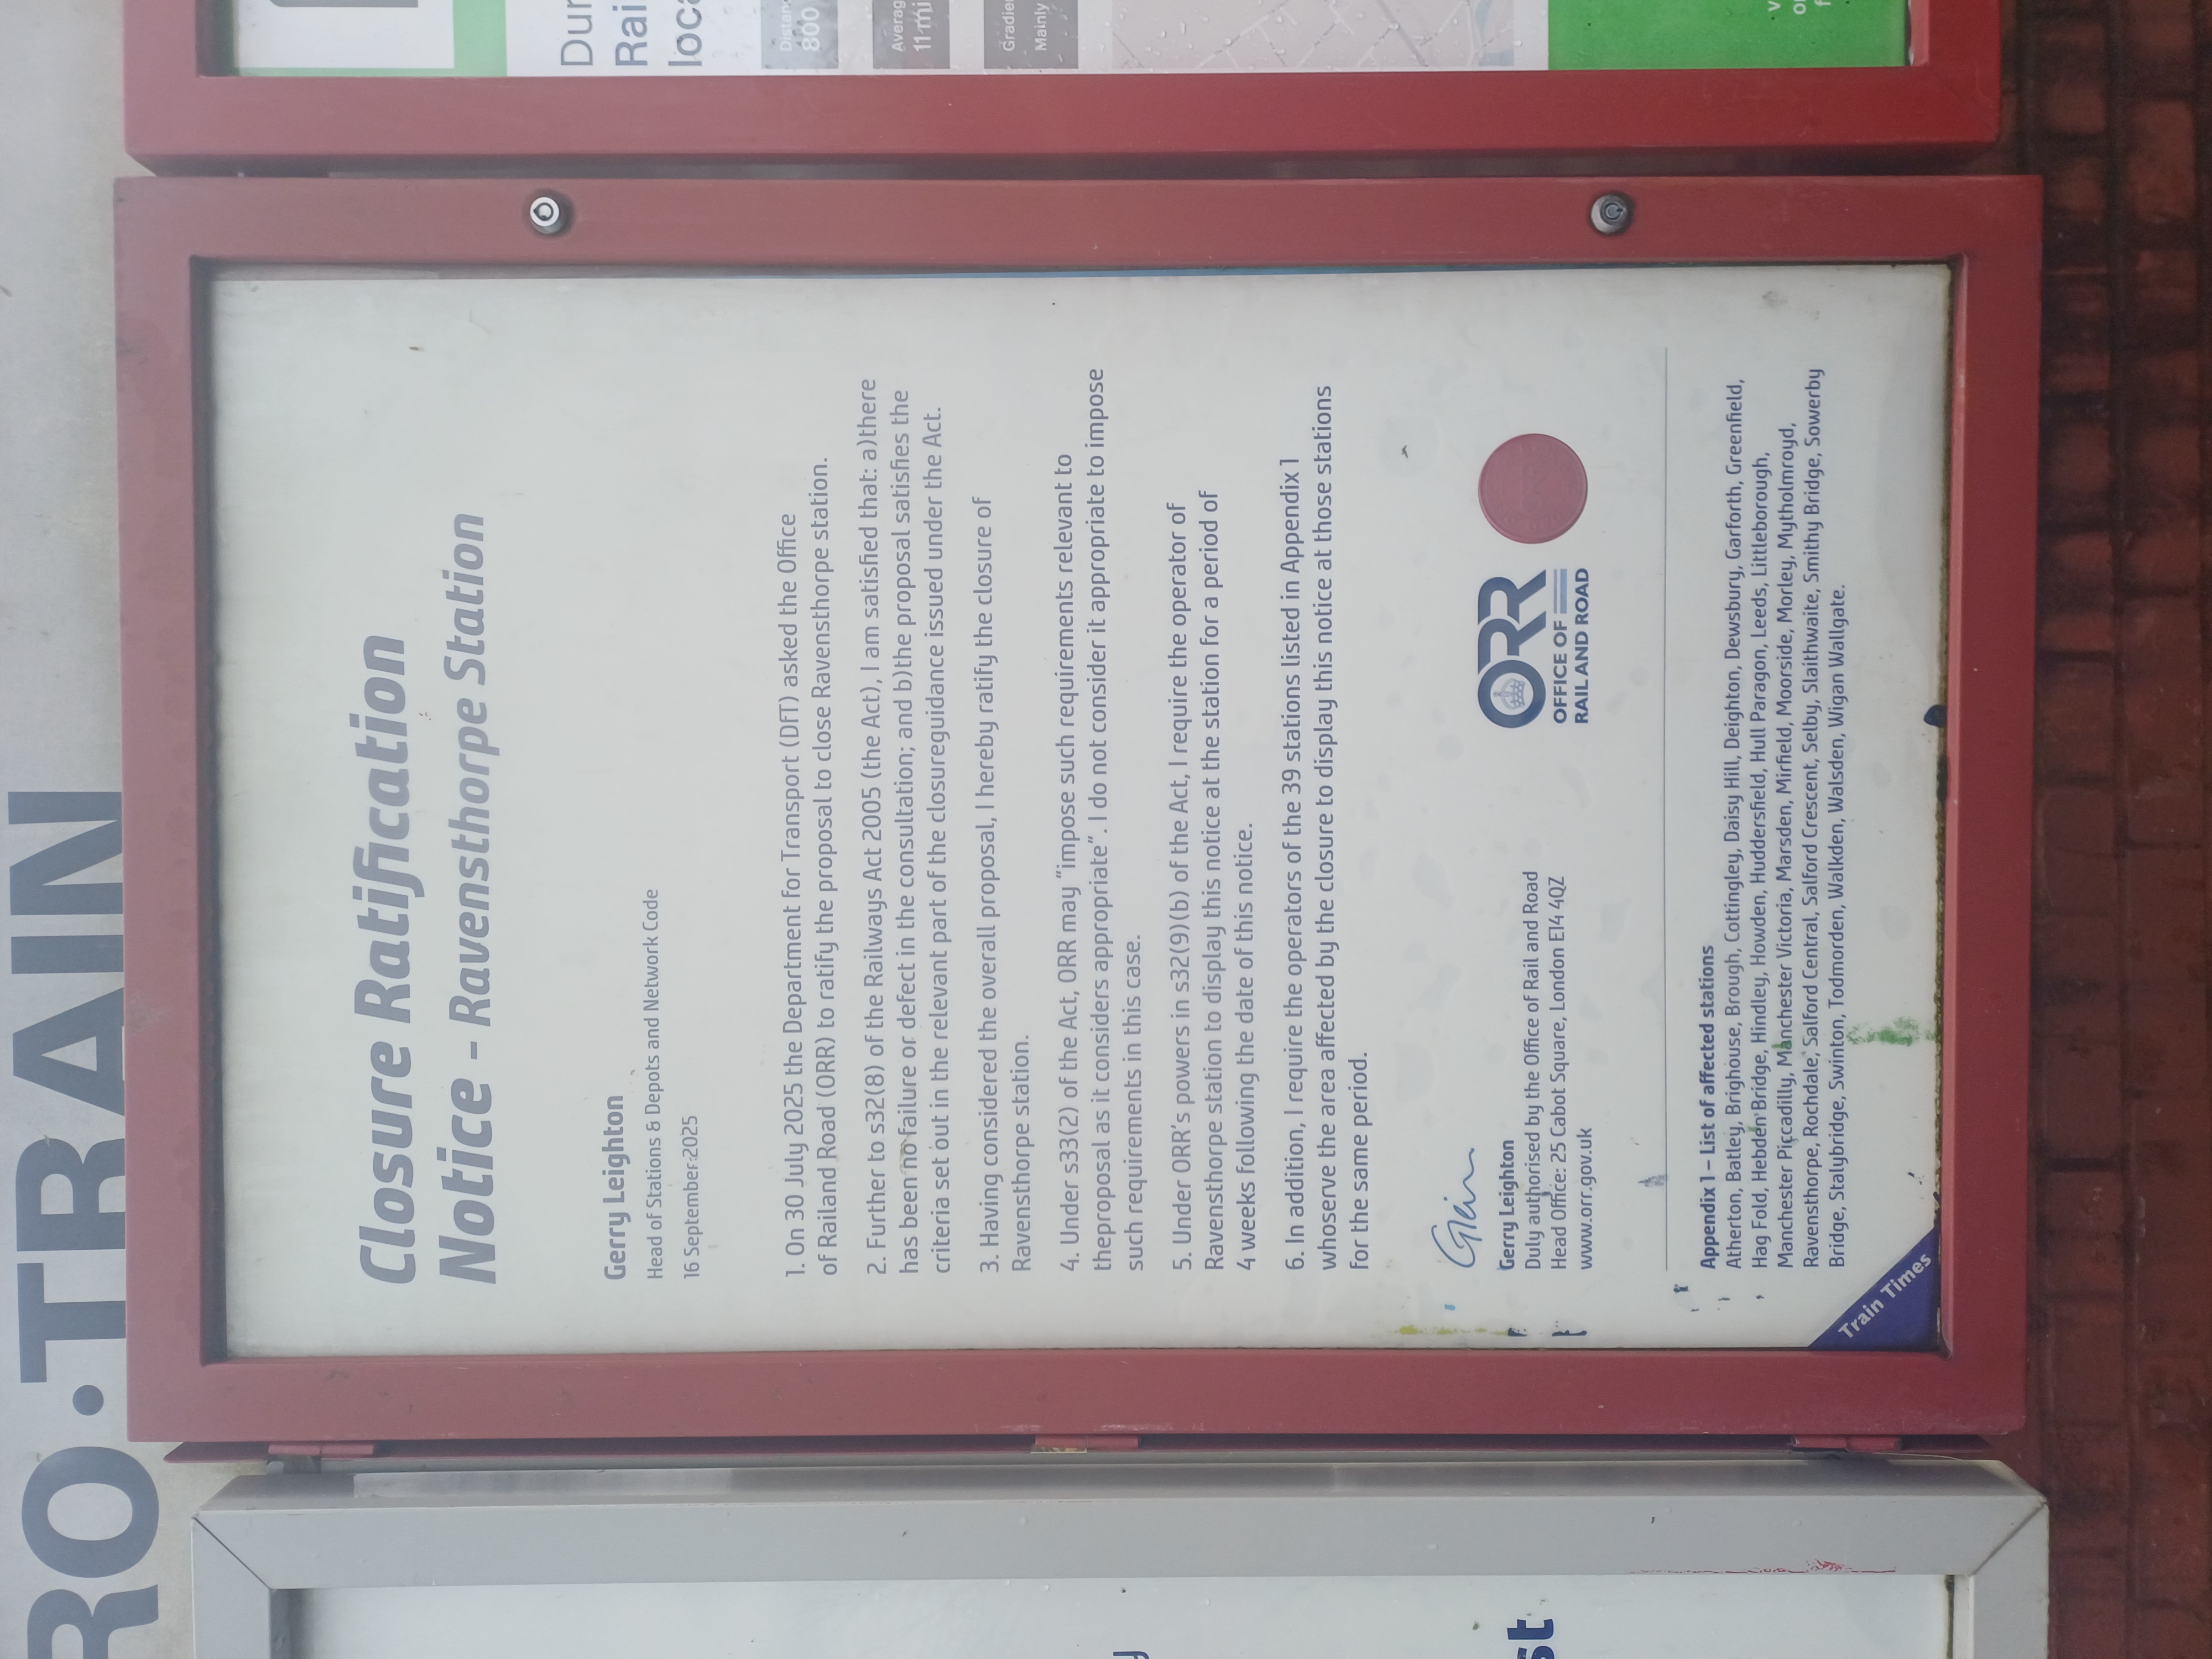 RO•TRAIN
Closure Ratification
Notice - Ravensthorpe Station
Gerry Leighton
Head of Stations & Depots and Network Code
16 September 2025
1. On 30 July 2025 the Department for Transport (DfT) asked the Office
of Railand Road (ORR) to ratify the proposal to close Ravensthorpe station.
2. Further to s32(8) of the Railways Act 2005 (the Act), I am satisfied that: a)there
has been no failure or defect in the consultation; and b)the proposal satisfies the
criteria set out in the relevant part of the closureguidance issued under the Act.
3. Having considered the overall proposal, I hereby ratify the closure of
Ravensthorpe station.
4. Under s33(2) of the Act, ORR may “impose such requirements relevant to
theproposal as it considers appropriate”. I do not consider it appropriate to impose
such requirements in this case.
5. Under ORR’s powers in s32(9)(b) of the Act, I require the operator of
Ravensthorpe station to display this notice at the station for a period of
4 weeks following the date of this notice.
6. In addition, I require the operators of the 39 stations listed in Appendix 1
whoserve the area affected by the closure to display this notice at those stations
for the same period.
Gerry Leighton
Duly authorised by the Office of Rail and Road
Head Office: 25 Cabot Square, London E14 4QZ
www.orr.gov.uk
ORR
OFFICE OF
RAIL AND ROAD
Appendix 1 – List of affected stations
Atherton, Batley, Brighouse, Brough, Cottingley, Daisy Hill, Deighton, Dewsbury, Garforth, Greenfield,
Hag Fold, Hebden Bridge, Hindley, Howden, Huddersfield, Hull Paragon, Leeds, Littleborough,
Manchester Piccadilly, Manchester Victoria, Marsden, Mirfield, Moorside, Morley, Mytholmroyd,
Ravensthorpe, Rochdale, Salford Central, Salford Crescent, Selby, Slaithwaite, Smithy Bridge, Sowerby
Bridge, Stalybridge, Swinton, Todmorden, Walkden, Walsden, Wigan Wallgate.
Train Times
Dur
Rai
loca
Distan
800
Averag
11 mi
Gradie
Mainly